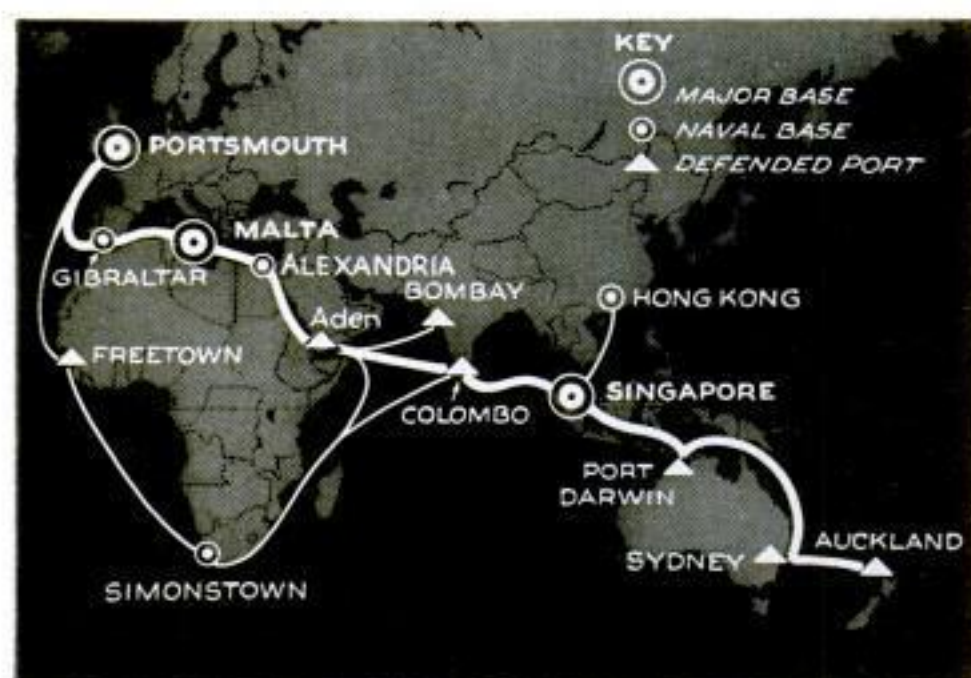 KEY
MAJOR BASE
NAVAL BASE
DEFENDED PORT
PORTSMOUTH
MALTA
GIBRALTAR
ALEXANDRIA
BOMBAY
Aden
HONG KONG
FREETOWN
COLOMBO
SINGAPORE
PORT
DARWIN
SYDNEY
AUCKLAND
SIMONSTOWN